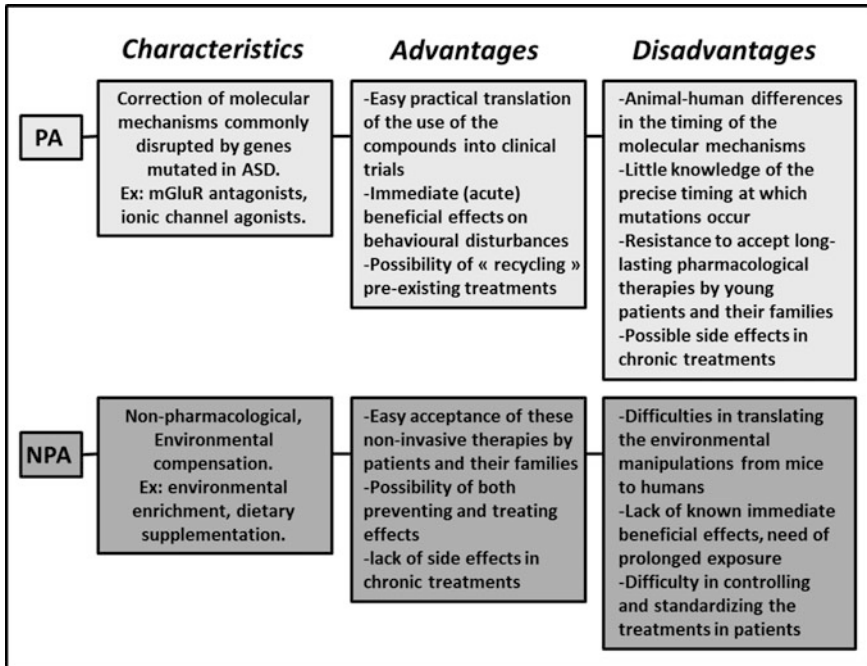 Characteristics
Advantages
Disadvantages
PA
Correction of molecular
mechanisms commonly
disrupted by genes
mutated in ASD.
Ex: mGluR antagonists,
ionic channel agonists.
-Easy practical translation
of the use of the
compounds into clinical
trials
-Immediate (acute)
beneficial effects on
behavioural disturbances
-Possibility of « recycling »
pre-existing treatments
-Animal-human differences
in the timing of the
molecular mechanisms
-Little knowledge of the
precise timing at which
mutations occur
-Resistance to accept long-
lasting pharmacological
therapies by young
patients and their families
-Possible side effects in
chronic treatments
NPA
Non-pharmacological,
Environmental
compensation.
Ex: environmental
enrichment, dietary
supplementation.
-Easy acceptance of these
non-invasive therapies by
patients and their families
-Possibility of both
preventing and treating
effects
-lack of side effects in
chronic treatments
-Difficulties in translating
the environmental
manipulations from mice
to humans
-Lack of known immediate
beneficial effects, need of
prolonged exposure
-Difficulty in controlling
and standardizing the
treatments in patients